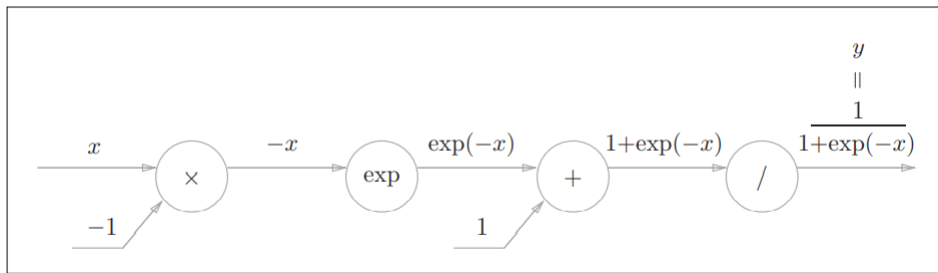 y
=
1
x
−x
exp(−x)
1+exp(−x)
1+exp(−x)
×
exp
+
/
−1
1